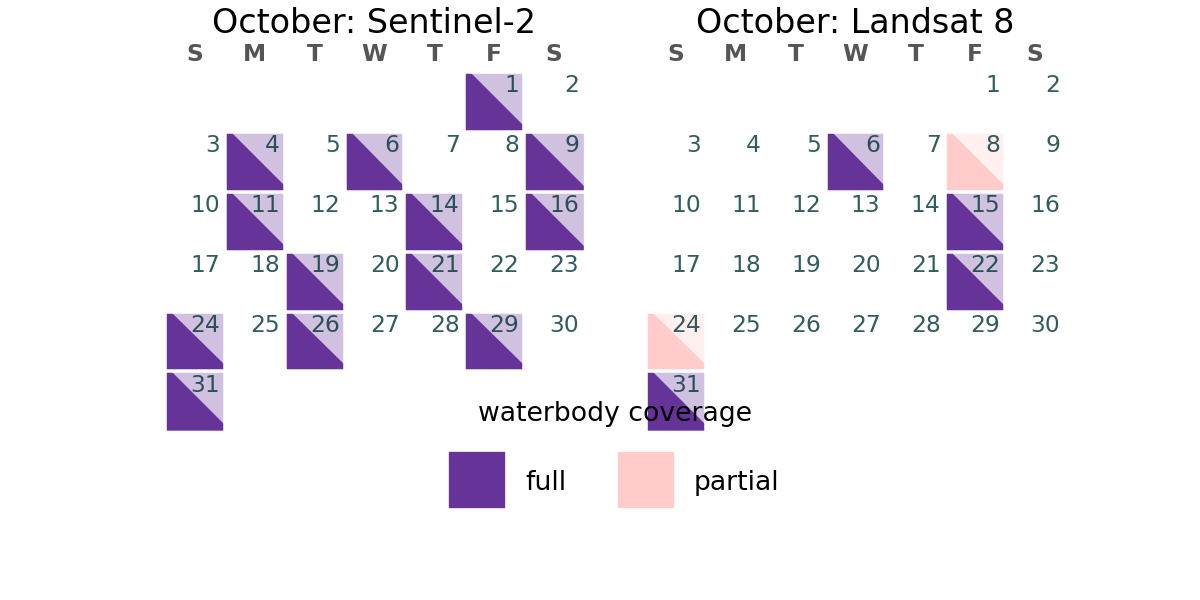 October: Sentinel-2
S M T W T F S
1 2
3 4 5 6 7 8 9
10 11 12 13 14 15 16
17 18 19 20 21 22 23
24 25 26 27 28 29 30
31
October: Landsat 8
S M T W T F S
1 2
3 4 5 6 7 8 9
10 11 12 13 14 15 16
17 18 19 20 21 22 23
24 25 26 27 28 29 30
31
waterbody coverage
full partial